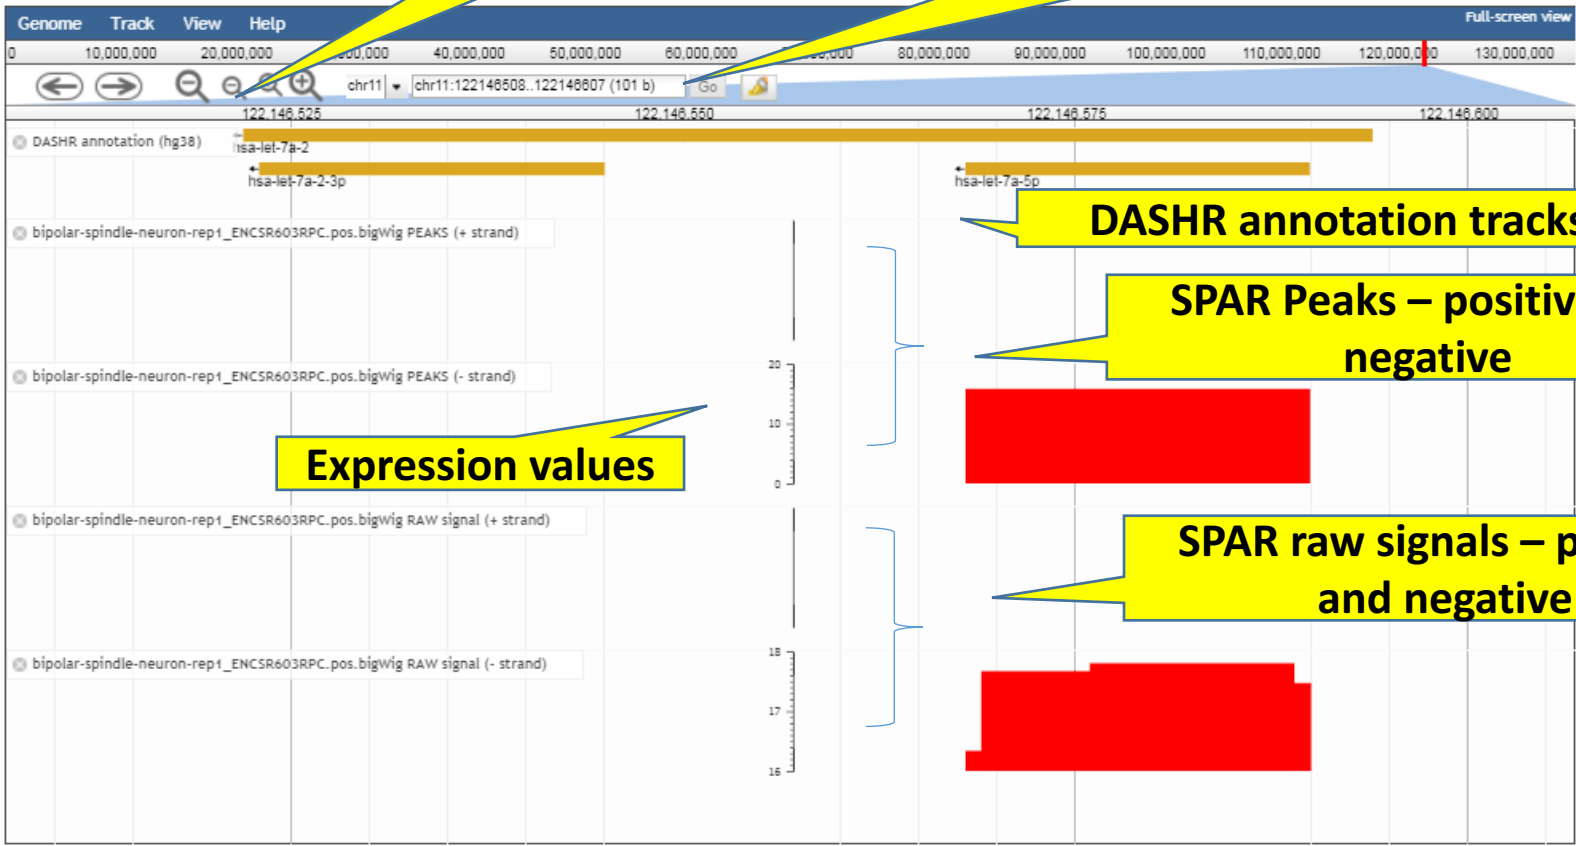 Genome Track View Help Full-screen view
0 10,000,000 20,000,000 40,000,000 50,000,000 60,000,000 80,000,000 90,000,000 100,000,000 110,000,000 120,000,000 130,000,000
chr11 chr11:122146508..122146607 (101 b) Go
122,146,525 122,146,550 122,146,575 122,146,600
DASHR annotation (hg38)
hsa-let-7a-2
hsa-let-7a-2-3p hsa-let-7a-5p
DASHR annotation tracks
bipolar-spindle-neuron-rep1_ENCSR603RPC.pos.bigWig PEAKS (+ strand)
SPAR Peaks – positiv
negative
bipolar-spindle-neuron-rep1_ENCSR603RPC.pos.bigWig PEAKS (- strand)
20
10
0
Expression values
bipolar-spindle-neuron-rep1_ENCSR603RPC.pos.bigWig RAW signal (+ strand)
SPAR raw signals – p
and negative
bipolar-spindle-neuron-rep1_ENCSR603RPC.pos.bigWig RAW signal (- strand)
18
17
16